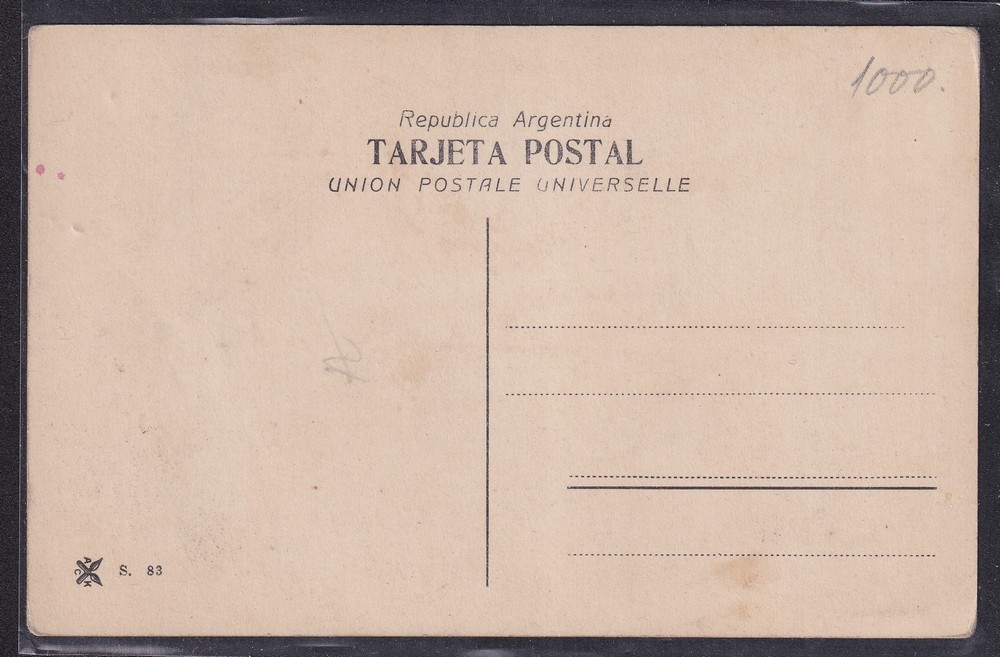 1000.
Republica Argentina
TARJETA POSTAL
UNION POSTALE UNIVERSELLE
A C K
S. 83